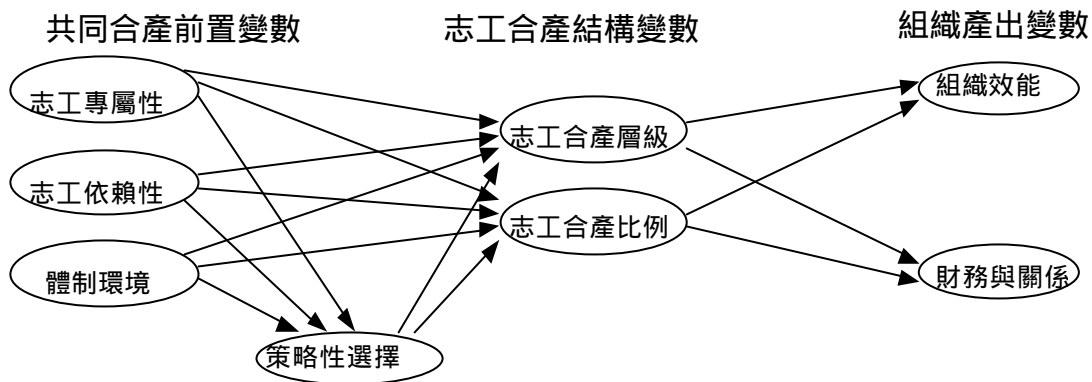 共同合產前置變數
志工合產結構變數
組織產出變數
志工專屬性
組織效能
志工合產層級
志工依賴性
志工合產比例
體制環境
財務與關係
策略性選擇